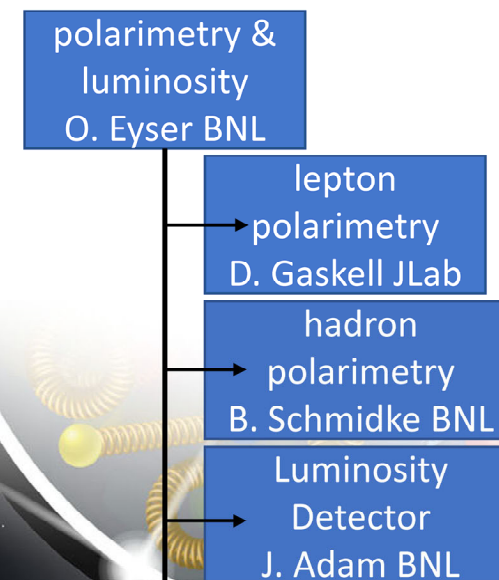 polarimetry &
luminosity
O. Eyser BNL
lepton
polarimetry
D. Gaskell JLab
hadron
polarimetry
B. Schmidke BNL
Luminosity
Detector
J. Adam BNL